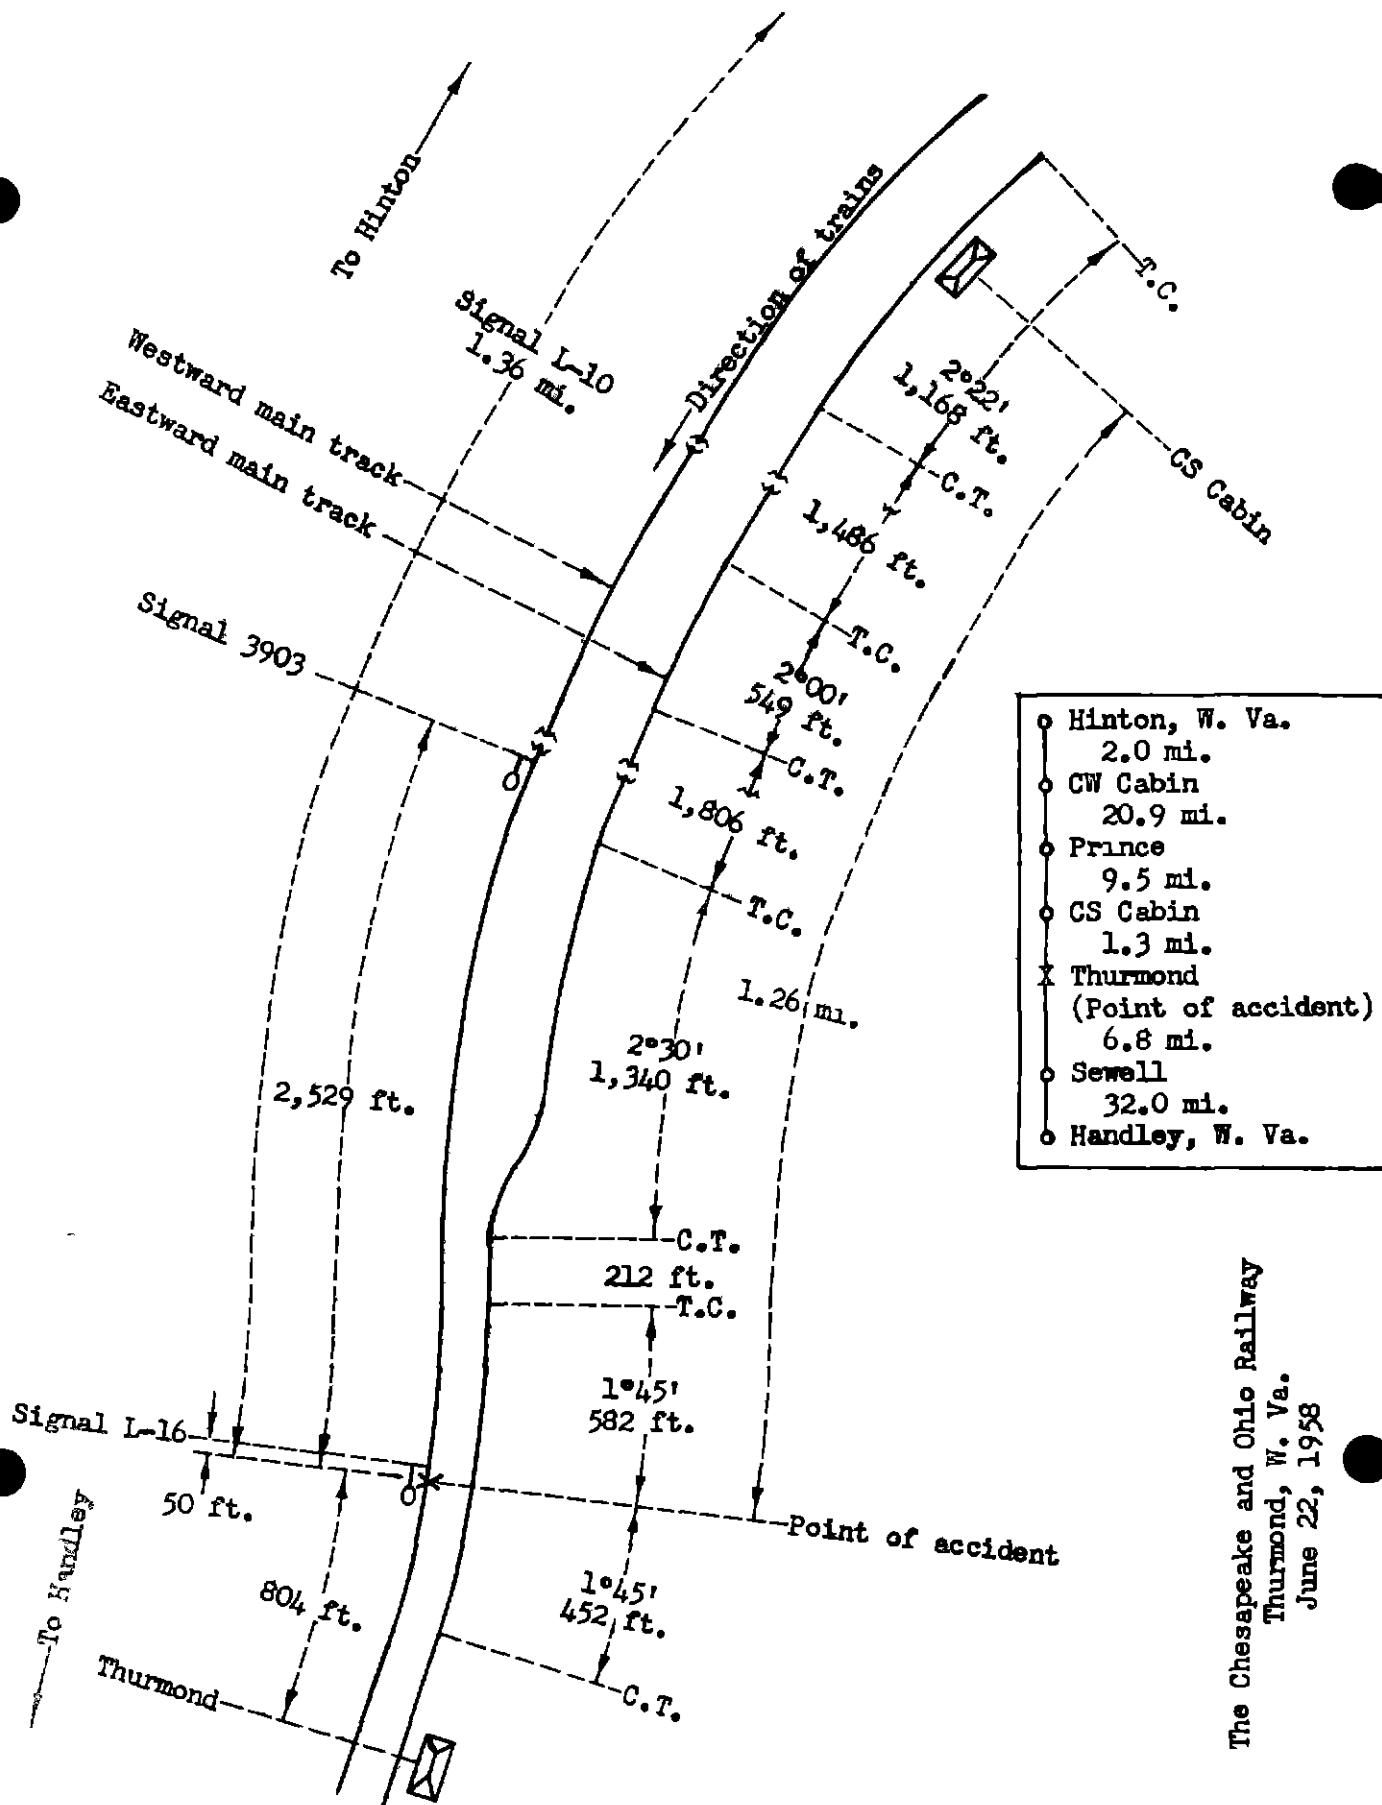 To Hinton
Direction of trains
T.C.
Signal L-10
1.36 mi.
2°22'
1,168 ft.
Westward main track
Eastward main track
C.T.
CS Cabin
1,486 ft.
Signal 3903
T.C.
2°00'
549 ft.
C.T.
1,806 ft.
T.C.
1.26 mi.
2°30'
1,340 ft.
2,529 ft.
C.T.
212 ft.
T.C.
1°45'
582 ft.
Signal L-16
50 ft.
Point of accident
To Handley
804 ft.
1°45'
452 ft.
Thurmond
C.T.
Hinton, W. Va.
2.0 mi.
CW Cabin
20.9 mi.
Prince
9.5 mi.
CS Cabin
1.3 mi.
X Thurmond
(Point of accident)
6.8 mi.
Sewell
32.0 mi.
Handley, W. Va.
The Chesapeake and Ohio Railway
Thurmond, W. Va.
June 22, 1958